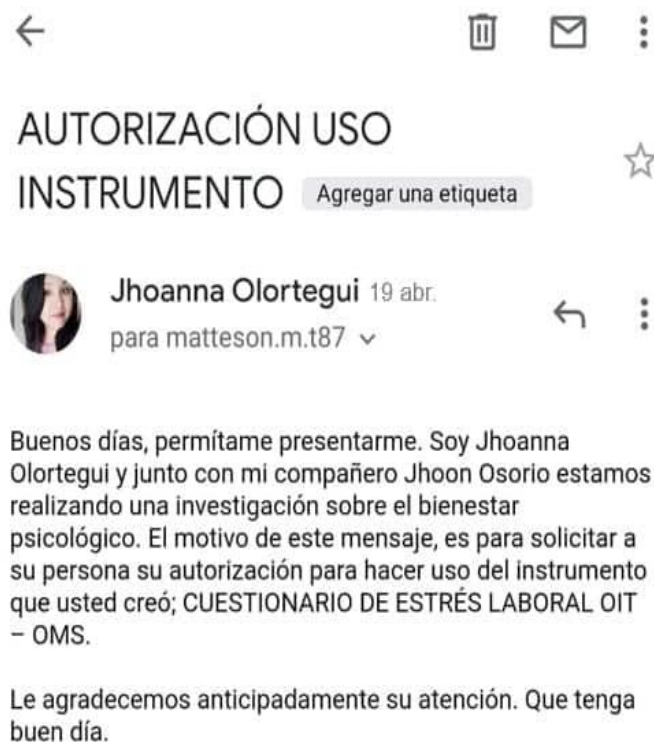 AUTORIZACIÓN USO
INSTRUMENTO Agregar una etiqueta
Jhoanna Olortegui 19 abr.
para matteson.m.t87
Buenos días, permítame presentarme. Soy Jhoanna
Olortegui y junto con mi compañero Jhoon Osorio estamos
realizando una investigación sobre el bienestar
psicológico. El motivo de este mensaje, es para solicitar a
su persona su autorización para hacer uso del instrumento
que usted creó; CUESTIONARIO DE ESTRÉS LABORAL OIT
– OMS.
Le agradecemos anticipadamente su atención. Que tenga
buen día.